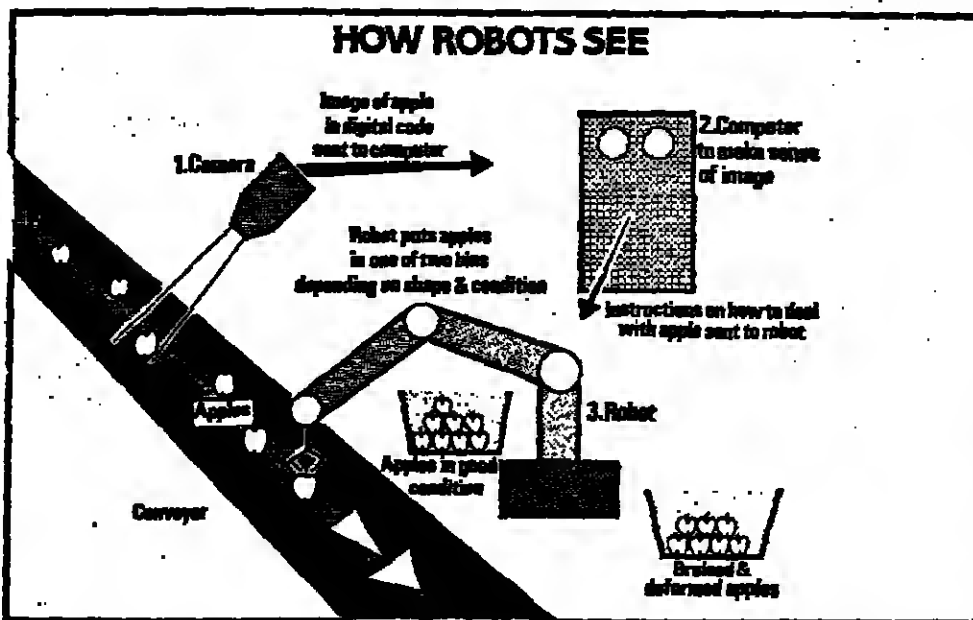 HOW ROBOTS SEE
Image of apple
in digital code
sent to computer
1.Camera
2.Computer
to make sense
of image
Robot puts apples
in one of two bins
depending on shape & condition
Instructions on how to deal
with apple sent to robot
Apples
3.Robot
Apples in good
condition
Conveyor
Bruised &
deformed apples